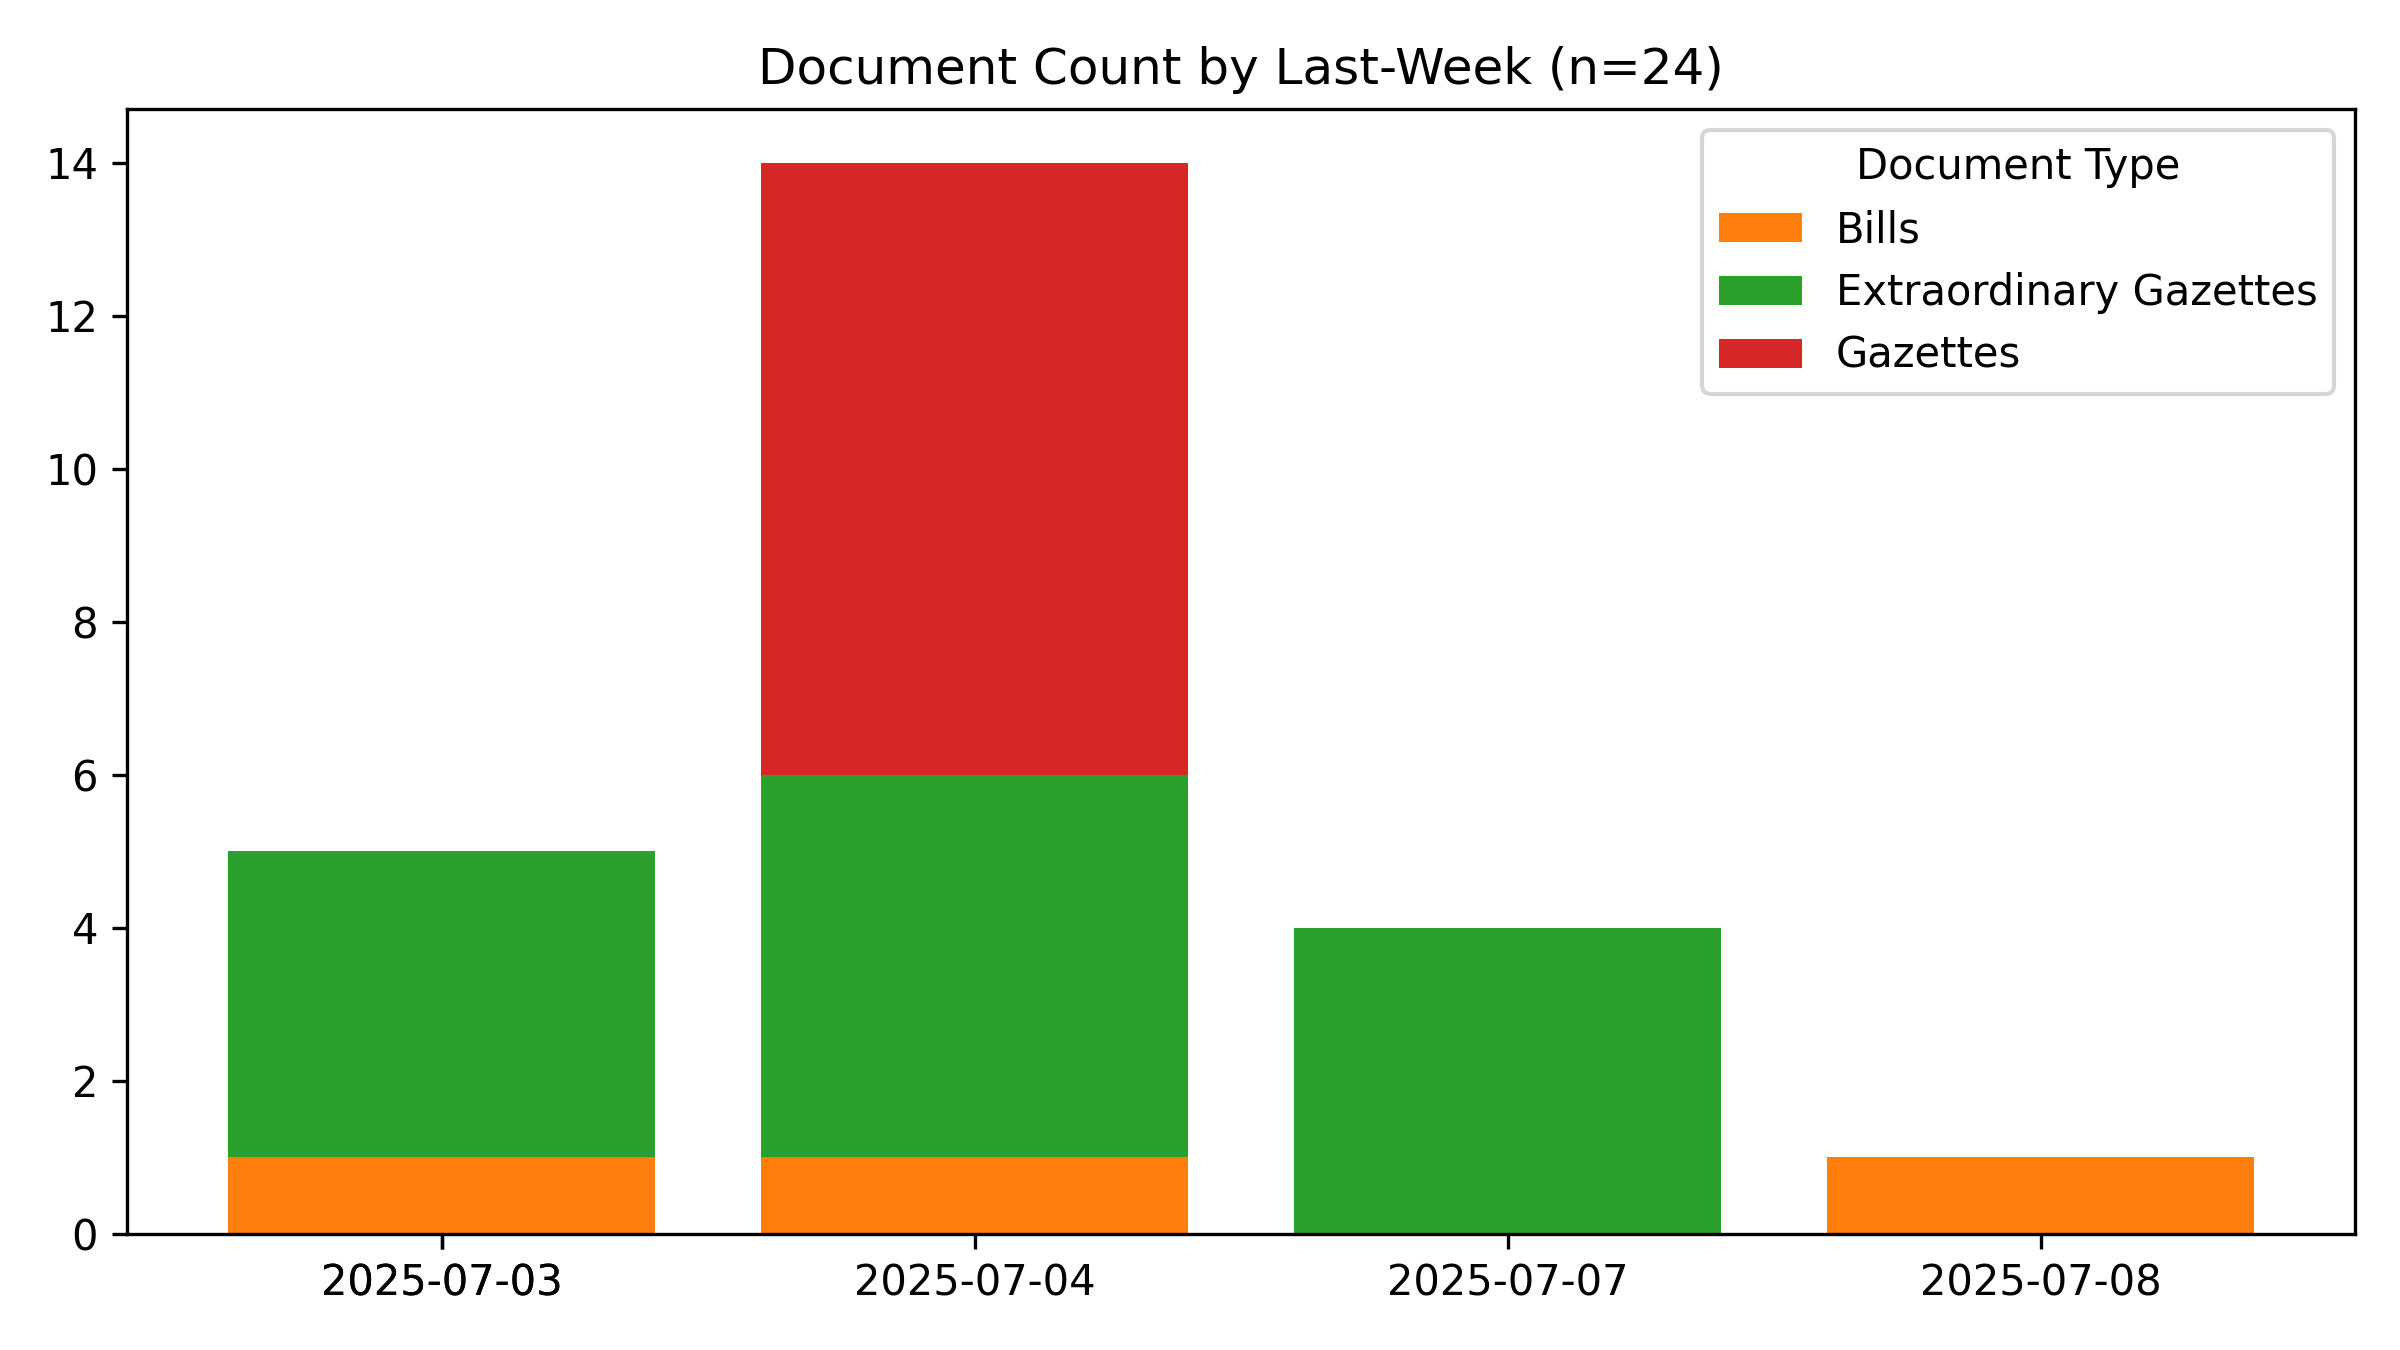 Document Count by Last-Week (n=24)
14
12
10
8
6
4
2
0
Document Type
Bills
Extraordinary Gazettes
Gazettes
2025-07-03
2025-07-04
2025-07-07
2025-07-08